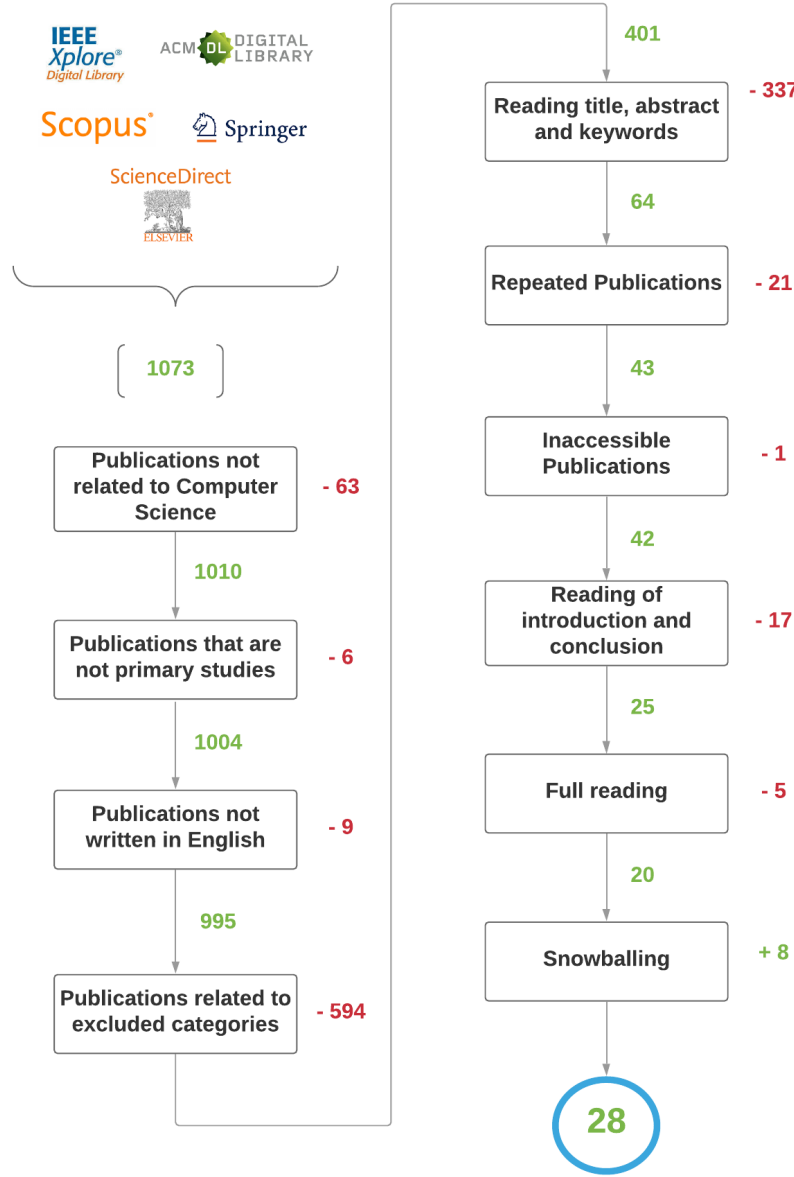 IEEE
Xplore®
Digital Library
ACM DL DIGITAL
LIBRARY
Scopus®
Springer
ScienceDirect
ELSEVIER
1073
Publications not
related to Computer
Science
- 63
1010
Publications that are
not primary studies
- 6
1004
Publications not
written in English
- 9
995
Publications related to
excluded categories
- 594
401
Reading title, abstract
and keywords
- 337
64
Repeated Publications
- 21
43
Inaccessible
Publications
- 1
42
Reading of
introduction and
conclusion
- 17
25
Full reading
- 5
20
Snowballing
+ 8
28